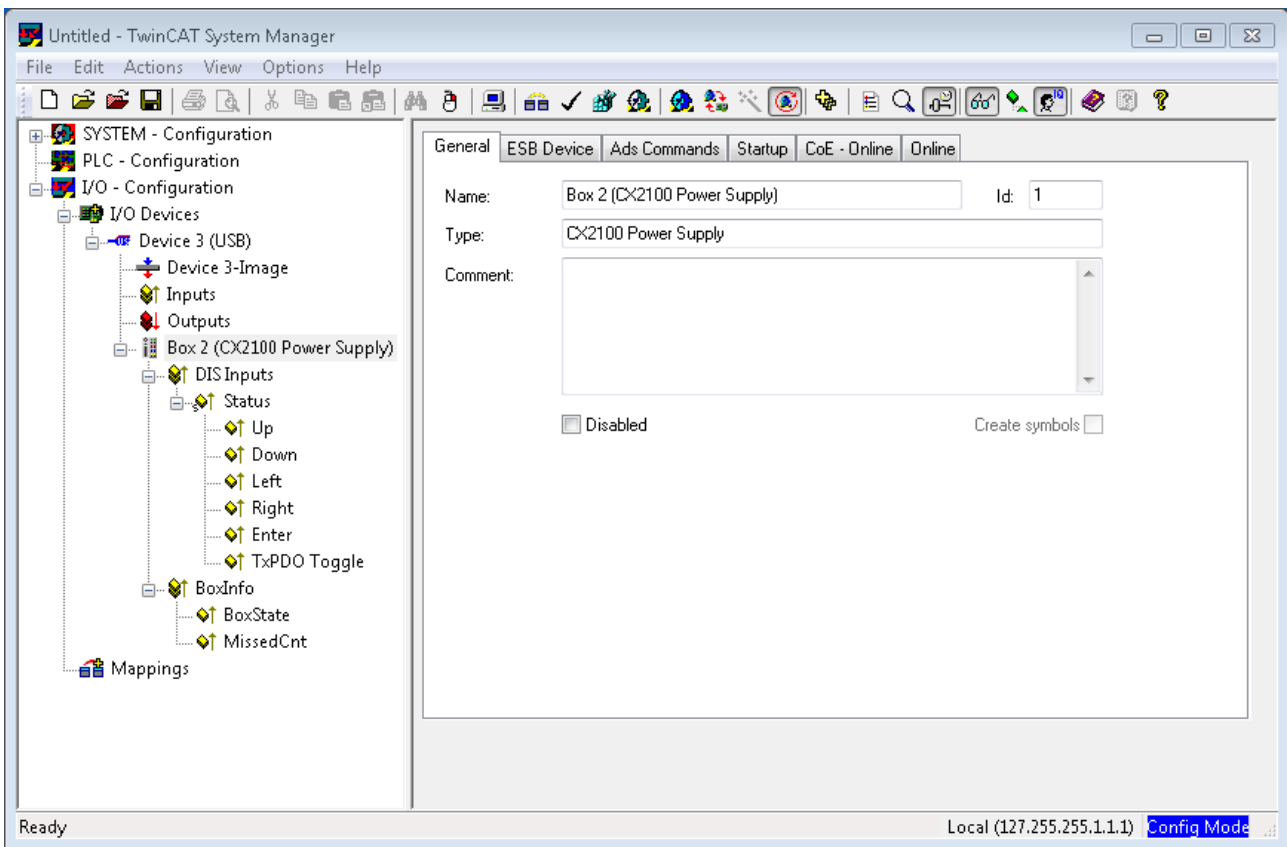 Untitled - TwinCAT System Manager
File Edit Actions View Options Help
SYSTEM - Configuration
PLC - Configuration
I/O - Configuration
I/O Devices
Device 3 (USB)
Device 3-Image
Inputs
Outputs
Box 2 (CX2100 Power Supply)
DIS Inputs
Status
Up
Down
Left
Right
Enter
TxPDO Toggle
BoxInfo
BoxState
MissedCnt
Mappings
General ESB Device Ads Commands Startup CoE - Online Online
Name: Box 2 (CX2100 Power Supply) Id: 1
Type: CX2100 Power Supply
Comment:
Disabled Create symbols
Ready Local (127.255.255.1.1.1) Config Mode